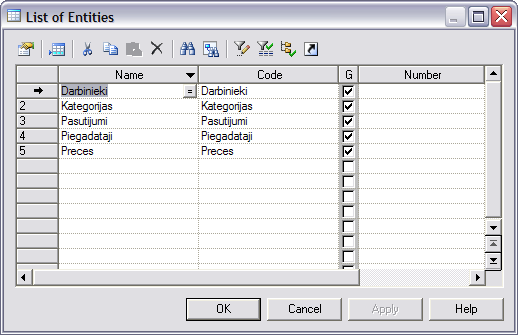 List of Entities
Name Code G Number
Darbinieki = Darbinieki
2 Kategorijas Kategorijas
3 Pasutijumi Pasutijumi
4 Piegadataji Piegadataji
5 Preces Preces
OK Cancel Apply Help